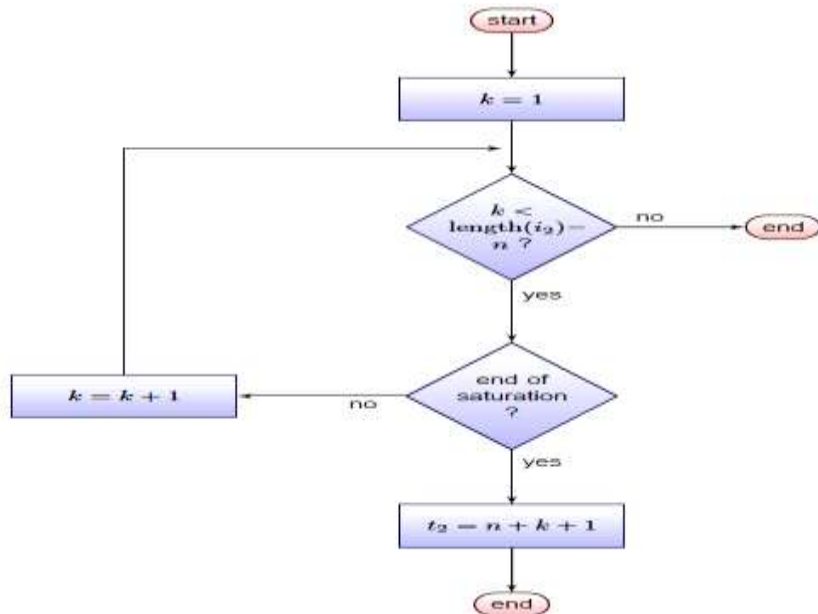 start
k = 1
k <
length(i₂)−
n ?
no
end
yes
end of
saturation
?
no
k = k + 1
yes
t₂ = n + k + 1
end